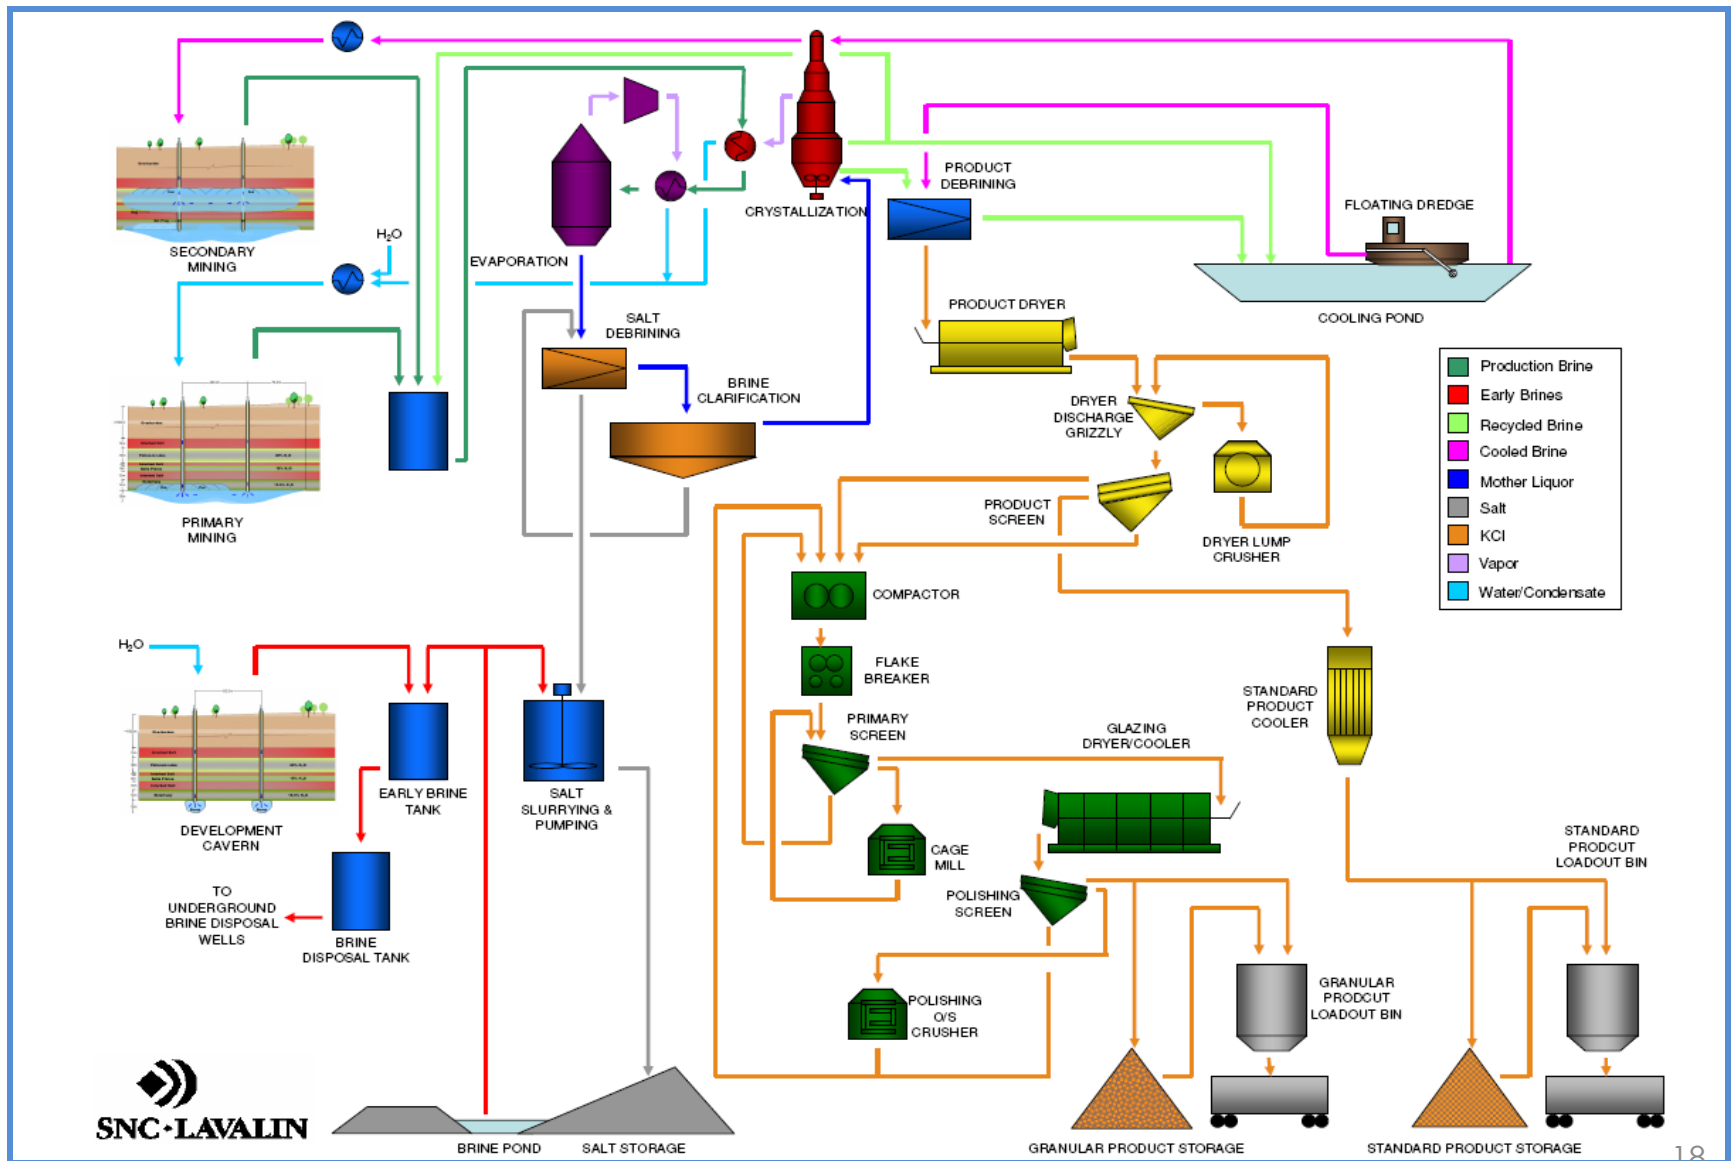 PRODUCT
DEBRINING
CRYSTALLIZATION
FLOATING DREDGE
H2O
SECONDARY
MINING
EVAPORATION
PRODUCT DRYER
COOLING POND
SALT
DEBRINING
BRINE
CLARIFICATION
DRYER
DISCHARGE
GRIZZLY
Production Brine
Early Brines
Recycled Brine
Cooled Brine
Mother Liquor
Salt
KCl
Vapor
Water/Condensate
PRIMARY
MINING
PRODUCT
SCREEN
DRYER LUMP
CRUSHER
COMPACTOR
H2O
FLAKE
BREAKER
STANDARD
PRODUCT
COOLER
PRIMARY
SCREEN
GLAZING
DRYER/COOLER
EARLY BRINE
TANK
SALT
SLURRYING &
PUMPING
DEVELOPMENT
CAVERN
CAGE
MILL
STANDARD
PRODCUT
LOADOUT BIN
TO
UNDERGROUND
BRINE DISPOSAL
WELLS
POLISHING
SCREEN
BRINE
DISPOSAL TANK
POLISHING
O/S
CRUSHER
GRANULAR
PRODCUT
LOADOUT BIN
SNC·LAVALIN
BRINE POND
SALT STORAGE
GRANULAR PRODUCT STORAGE
STANDARD PRODUCT STORAGE
18